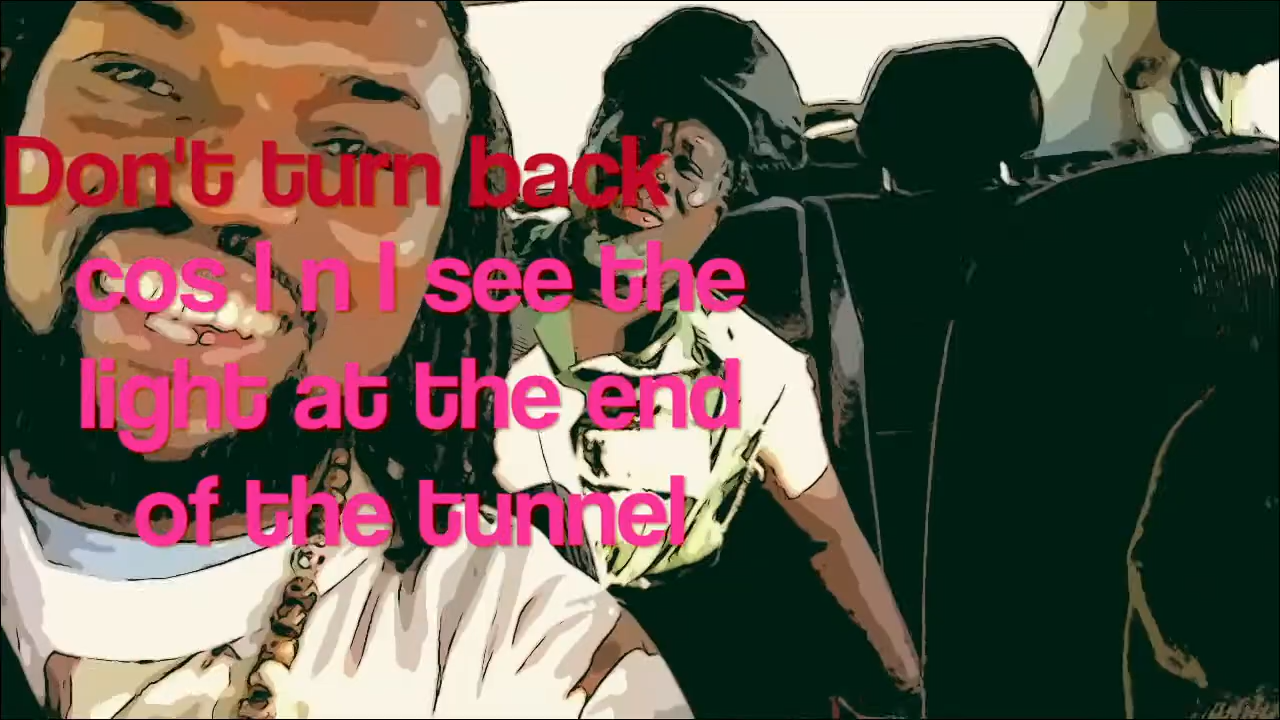 Don't turn back
cos I n I see the
light at the end
of the tunnel